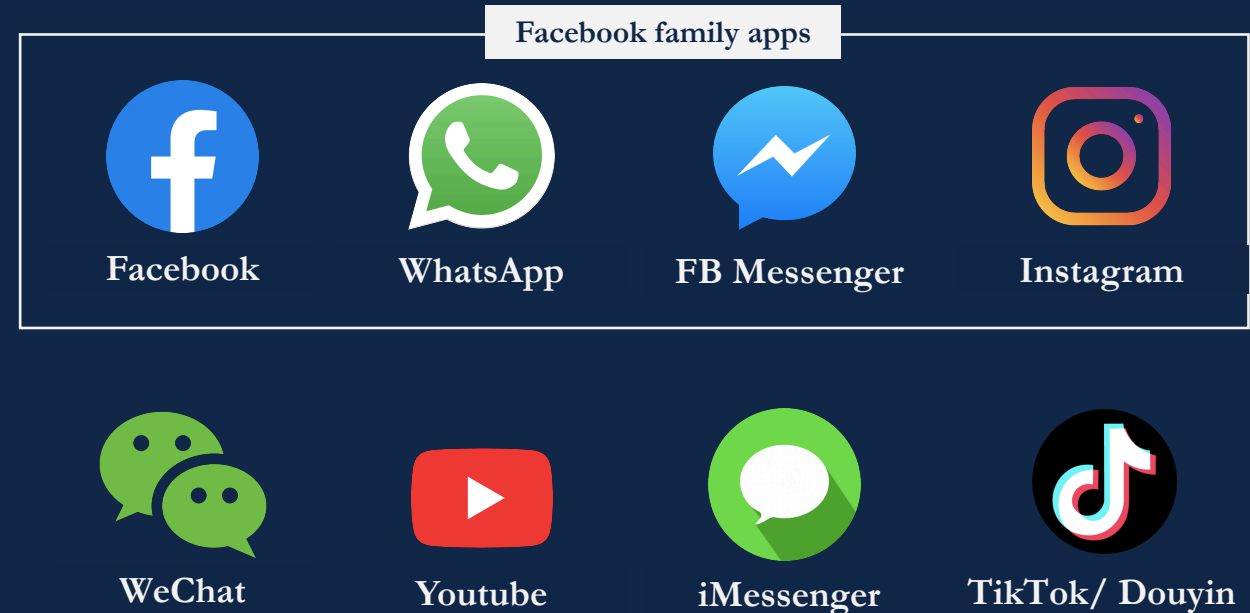 Facebook family apps
Facebook
WhatsApp
FB Messenger
Instagram
WeChat
Youtube
iMessenger
TikTok/ Douyin